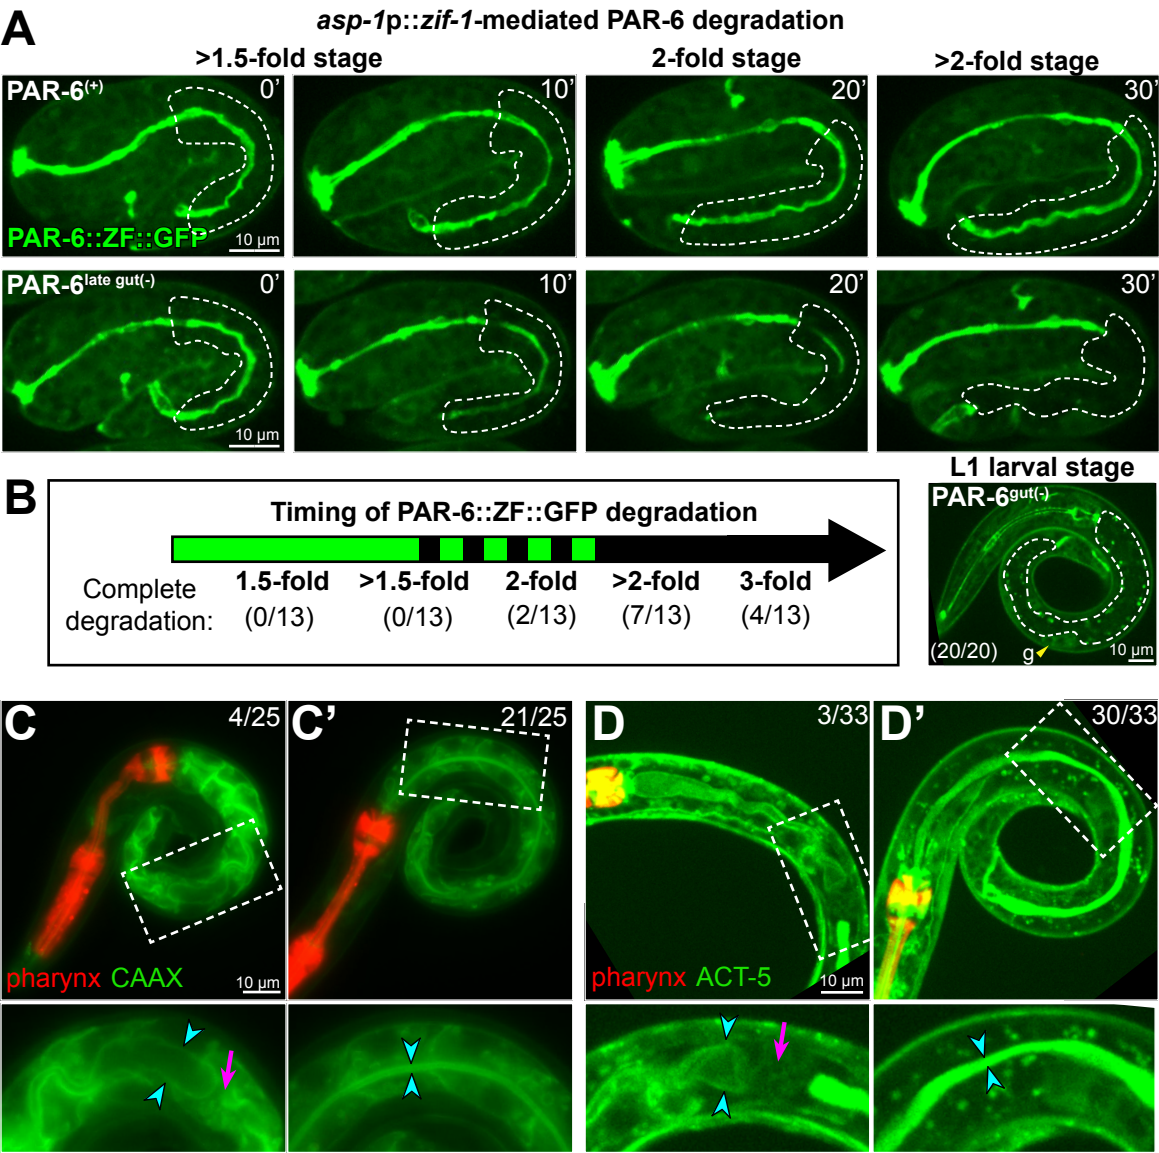 A
asp-1p::zif-1-mediated PAR-6 degradation
>1.5-fold stage 2-fold stage >2-fold stage
PAR-6(+) 0’ 10’ 20’ 30’
PAR-6::ZF::GFP 10 µm
PAR-6late gut(-) 0’ 10’ 20’ 30’
10 µm
B
Timing of PAR-6::ZF::GFP degradation
1.5-fold >1.5-fold 2-fold >2-fold 3-fold
Complete
degradation: (0/13) (0/13) (2/13) (7/13) (4/13)
L1 larval stage
PAR-6gut(-)
(20/20) g 10 µm
C 4/25 C’ 21/25 D 3/33 D’ 30/33
pharynx CAAX 10 µm pharynx ACT-5 10 µm